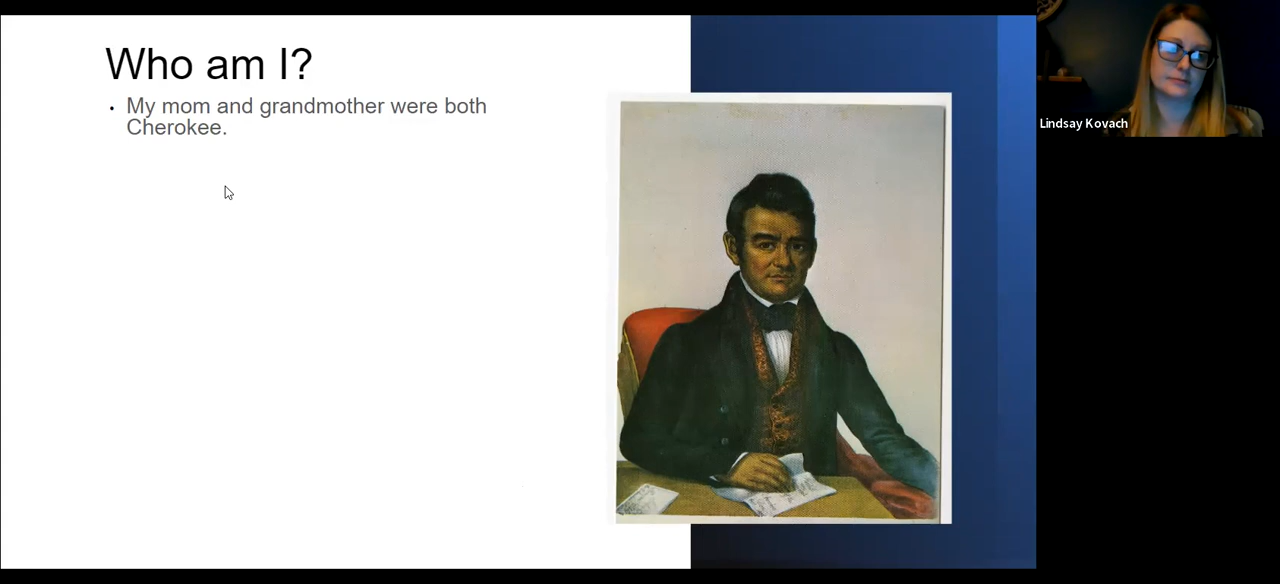 Who am I?
• My mom and grandmother were both
Cherokee.
Lindsay Kovach